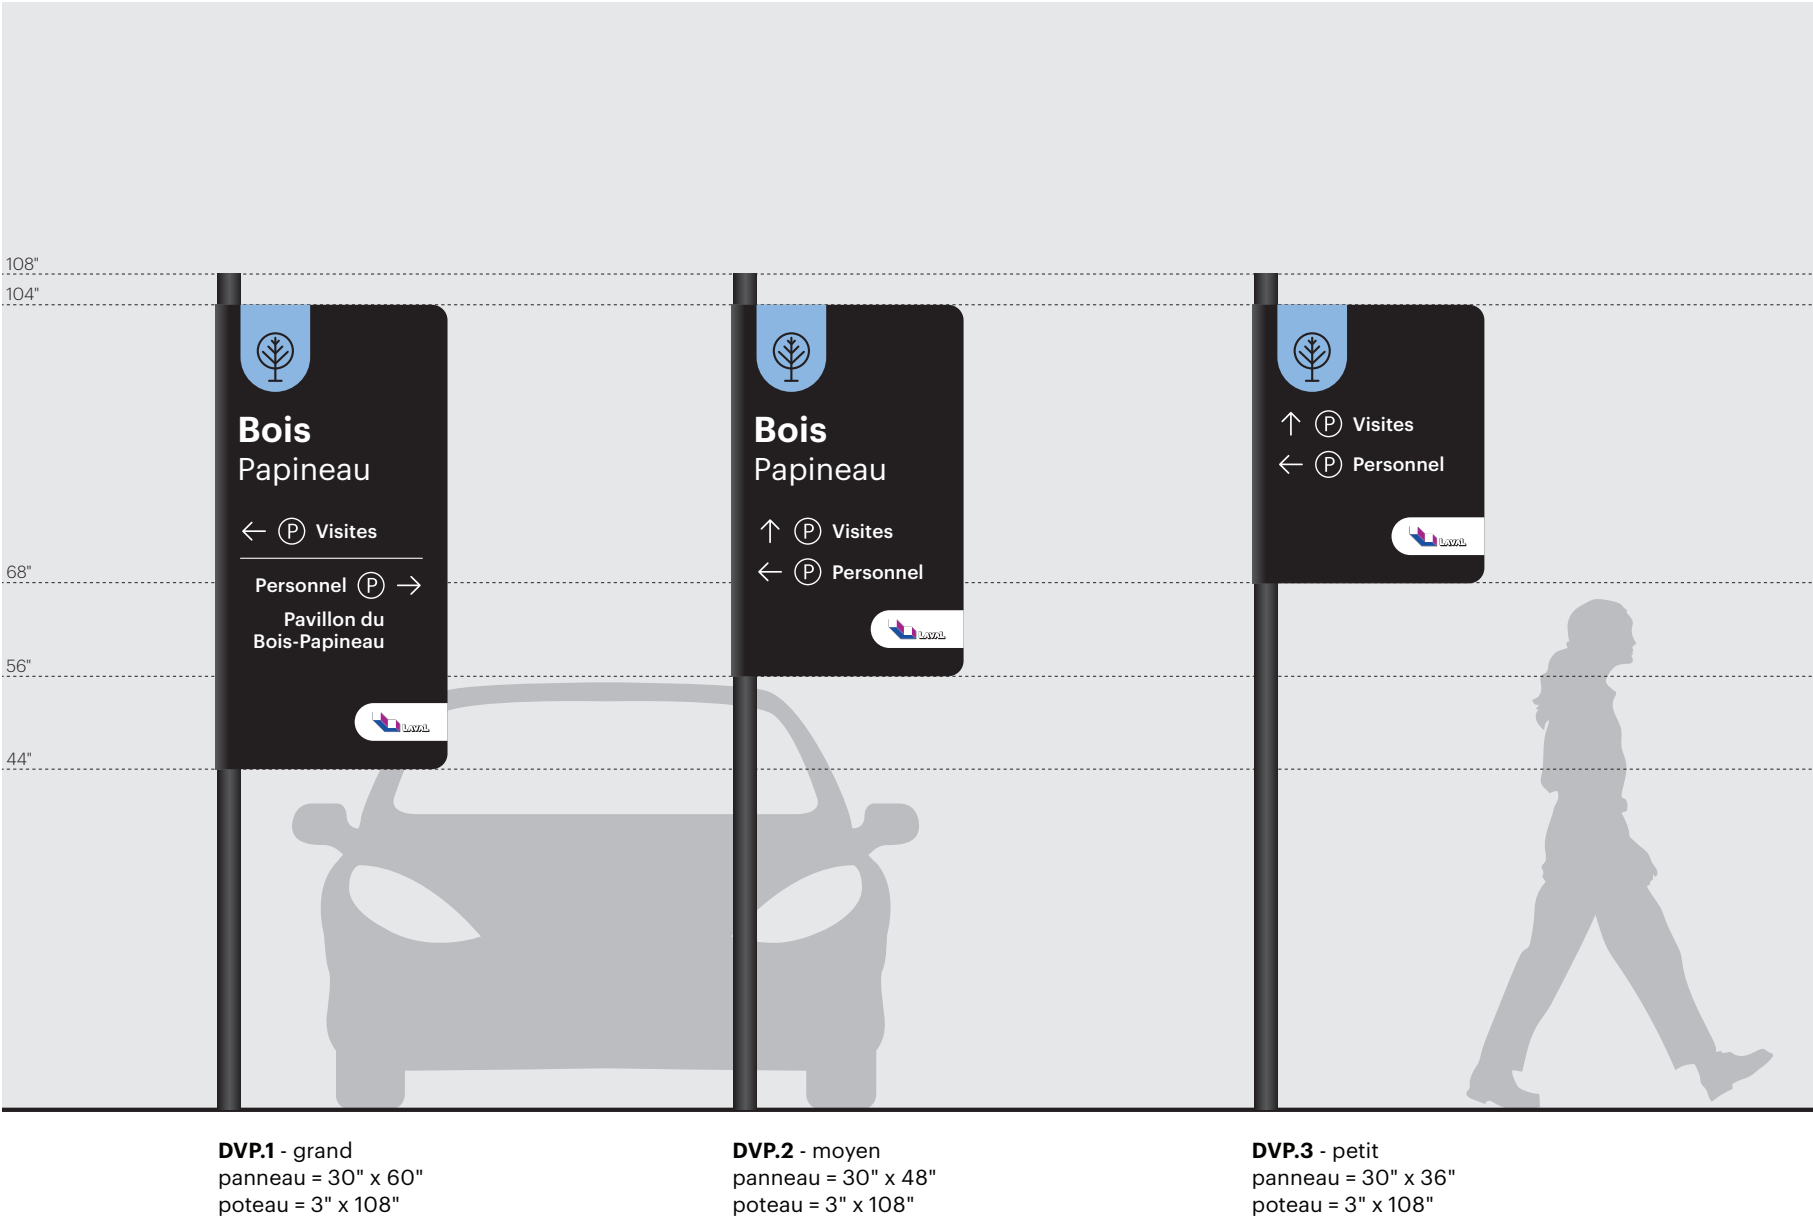 108"
104"
68"
56"
44"
Bois
Papineau
← Ⓟ Visites
Personnel Ⓟ →
Pavillon du
Bois-Papineau
LAVAL
Bois
Papineau
↑ Ⓟ Visites
← Ⓟ Personnel
LAVAL
↑ Ⓟ Visites
← Ⓟ Personnel
LAVAL
DVP.1 - grand
panneau = 30" x 60"
poteau = 3" x 108"
DVP.2 - moyen
panneau = 30" x 48"
poteau = 3" x 108"
DVP.3 - petit
panneau = 30" x 36"
poteau = 3" x 108"